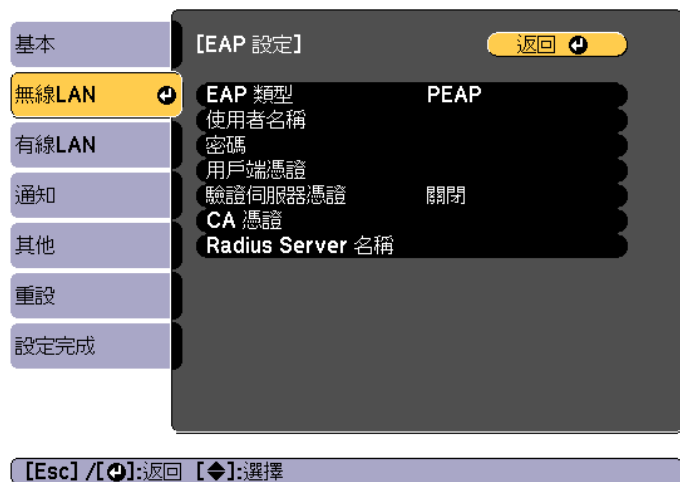 基本
無線LAN
有線LAN
通知
其他
重設
設定完成
[EAP 設定]
返回
EAP 類型 PEAP
使用者名稱
密碼
用戶端憑證
驗證伺服器憑證 關閉
CA 憑證
Radius Server 名稱
[Esc] /[⏎]:返回 [◆]:選擇